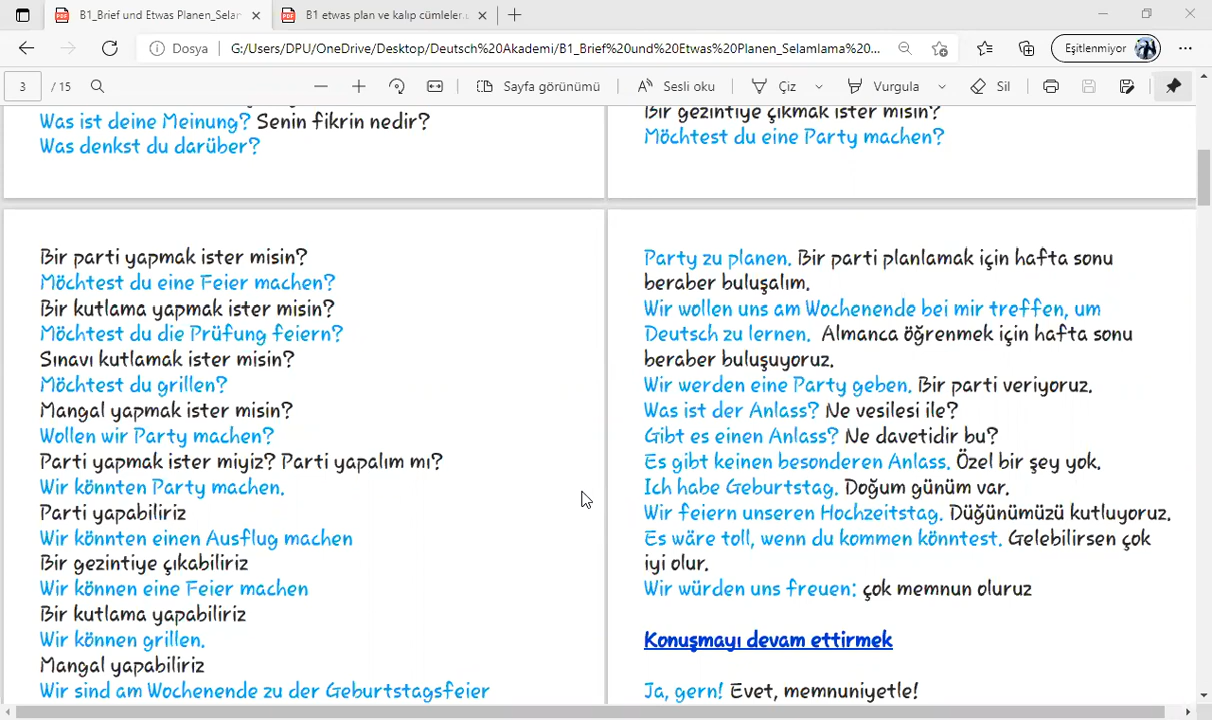 B1_Brief und Etwas Planen_Selam
B1 etwas plan ve kalıp cümleler.
Dosya
G:/Users/DPU/OneDrive/Desktop/Deutsch%20Akademi/B1_Brief%20und%20Etwas%20Planen_Selamlama%20...
Eşitlenmiyor
3 / 15
Sayfa görünümü
Sesli oku
Çiz
Vurgula
Sil
Was ist deine Meinung? Senin fikrin nedir?
Was denkst du darüber?
Bir gezintiye çıkmak ister misin?
Möchtest du eine Party machen?
Bir parti yapmak ister misin?
Möchtest du eine Feier machen?
Bir kutlama yapmak ister misin?
Möchtest du die Prüfung feiern?
Sınavı kutlamak ister misin?
Möchtest du grillen?
Mangal yapmak ister misin?
Wollen wir Party machen?
Parti yapmak ister miyiz? Parti yapalım mı?
Wir könnten Party machen.
Parti yapabiliriz
Wir könnten einen Ausflug machen
Bir gezintiye çıkabiliriz
Wir können eine Feier machen
Bir kutlama yapabiliriz
Wir können grillen.
Mangal yapabiliriz
Wir sind am Wochenende zu der Geburtstagsfeier
Party zu planen. Bir parti planlamak için hafta sonu
beraber buluşalım.
Wir wollen uns am Wochenende bei mir treffen, um
Deutsch zu lernen. Almanca öğrenmek için hafta sonu
beraber buluşuyoruz.
Wir werden eine Party geben. Bir parti veriyoruz.
Was ist der Anlass? Ne vesilesi ile?
Gibt es einen Anlass? Ne davetidir bu?
Es gibt keinen besonderen Anlass. Özel bir şey yok.
Ich habe Geburtstag. Doğum günüm var.
Wir feiern unseren Hochzeitstag. Düğünümüzü kutluyoruz.
Es wäre toll, wenn du kommen könntest. Gelebilirsen çok
iyi olur.
Wir würden uns freuen: çok memnun oluruz
Konuşmayı devam ettirmek
Ja, gern! Evet, memnuniyetle!